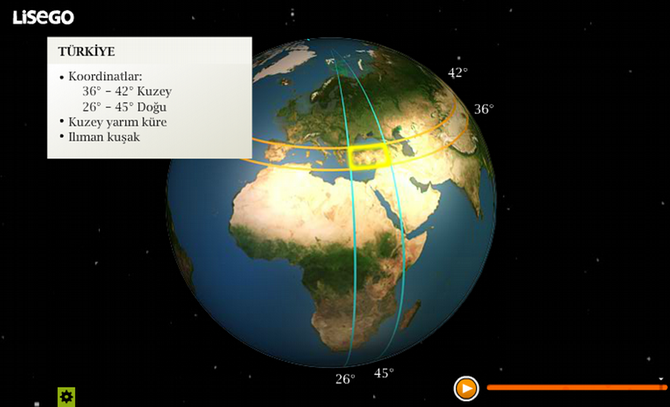 LiSEGO
TÜRKİYE
• Koordinatlar:
36° – 42° Kuzey
26° – 45° Doğu
• Kuzey yarım küre
• Ilıman kuşak
42°
36°
26°
45°